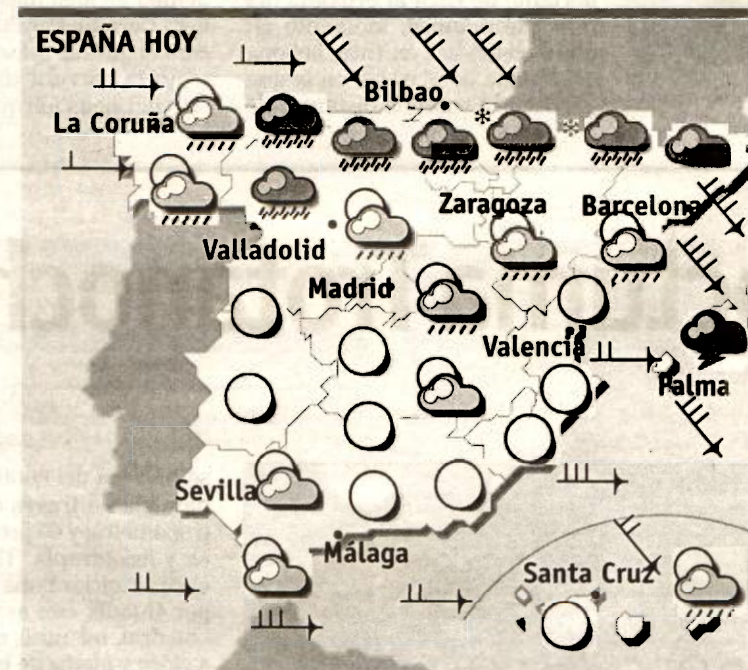 ESPAÑA HOY
Bilbao
La Coruña
Zaragoza
Barcelona
Valladolid
Madrid
Valencia
Palma
Sevilla
Málaga
Santa Cruz